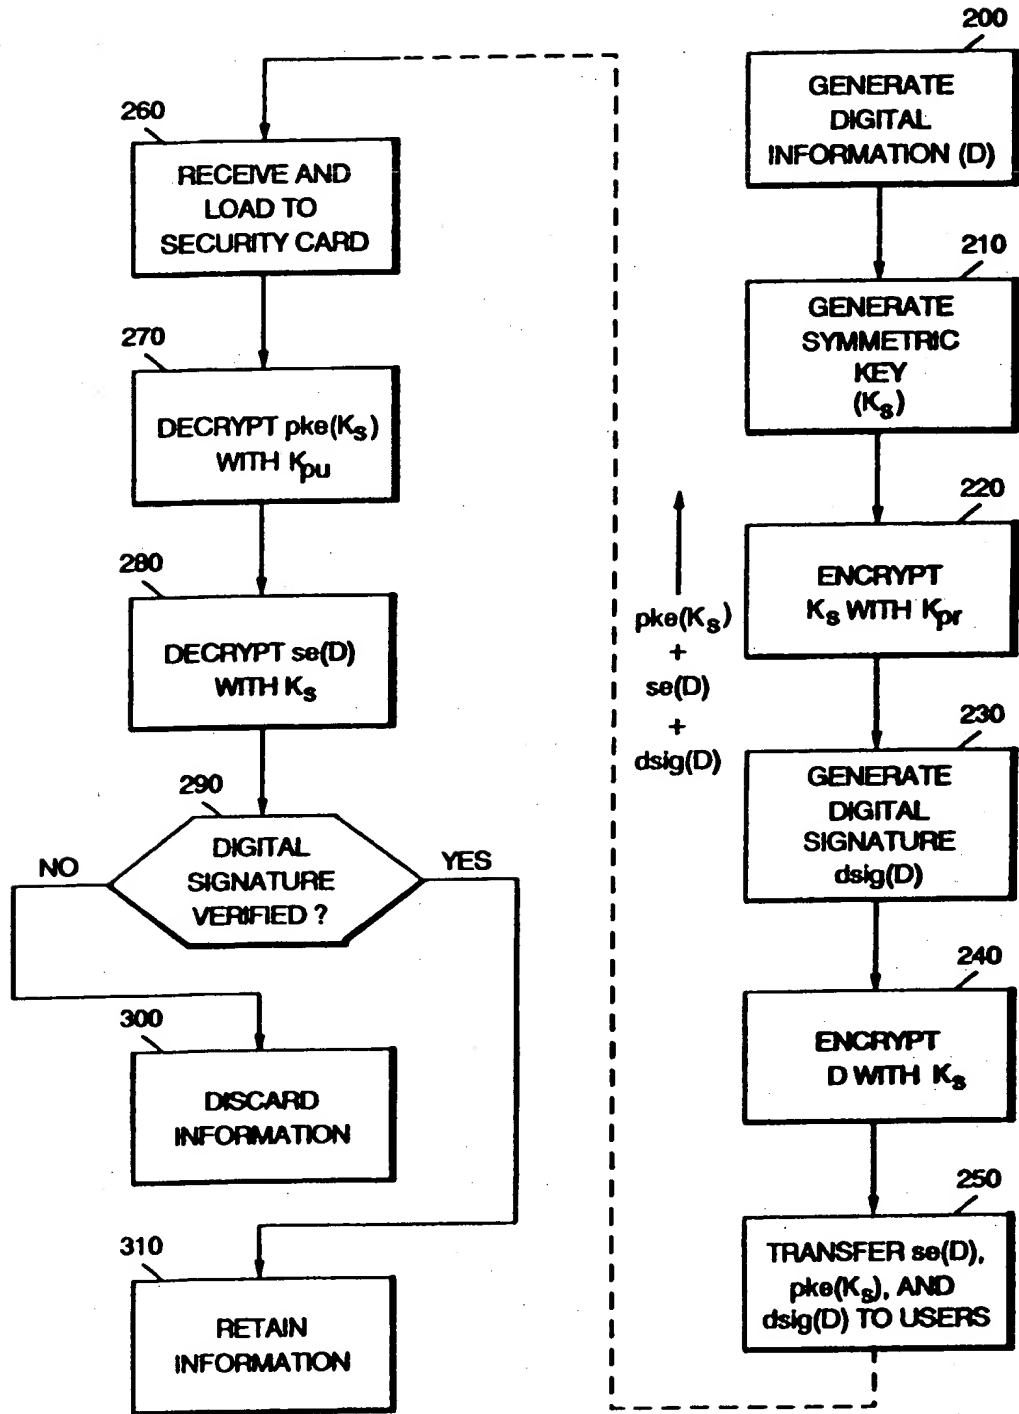 200
GENERATE
DIGITAL
INFORMATION (D)
210
GENERATE
SYMMETRIC
KEY
(Ks)
220
ENCRYPT
Ks WITH Kpr
230
GENERATE
DIGITAL
SIGNATURE
dsig(D)
240
ENCRYPT
D WITH Ks
250
TRANSFER se(D),
pke(Ks), AND
dsig(D) TO USERS
pke(Ks)
+
se(D)
+
dsig(D)
260
RECEIVE AND
LOAD TO
SECURITY CARD
270
DECRYPT pke(Ks)
WITH Kpu
280
DECRYPT se(D)
WITH Ks
290
DIGITAL
SIGNATURE
VERIFIED ?
NO
YES
300
DISCARD
INFORMATION
310
RETAIN
INFORMATION